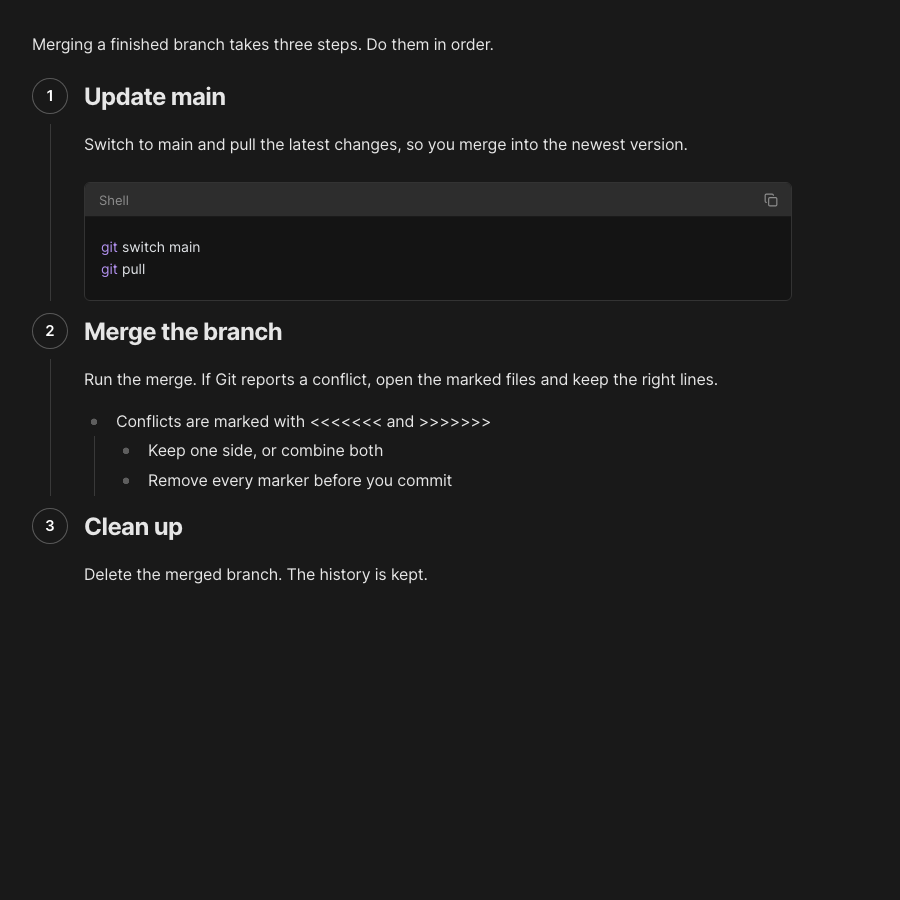 Merging a finished branch takes three steps. Do them in order.
1 Update main
Switch to main and pull the latest changes, so you merge into the newest version.
Shell
git switch main
git pull
2 Merge the branch
Run the merge. If Git reports a conflict, open the marked files and keep the right lines.
Conflicts are marked with <<<<<<< and >>>>>>>
Keep one side, or combine both
Remove every marker before you commit
3 Clean up
Delete the merged branch. The history is kept.